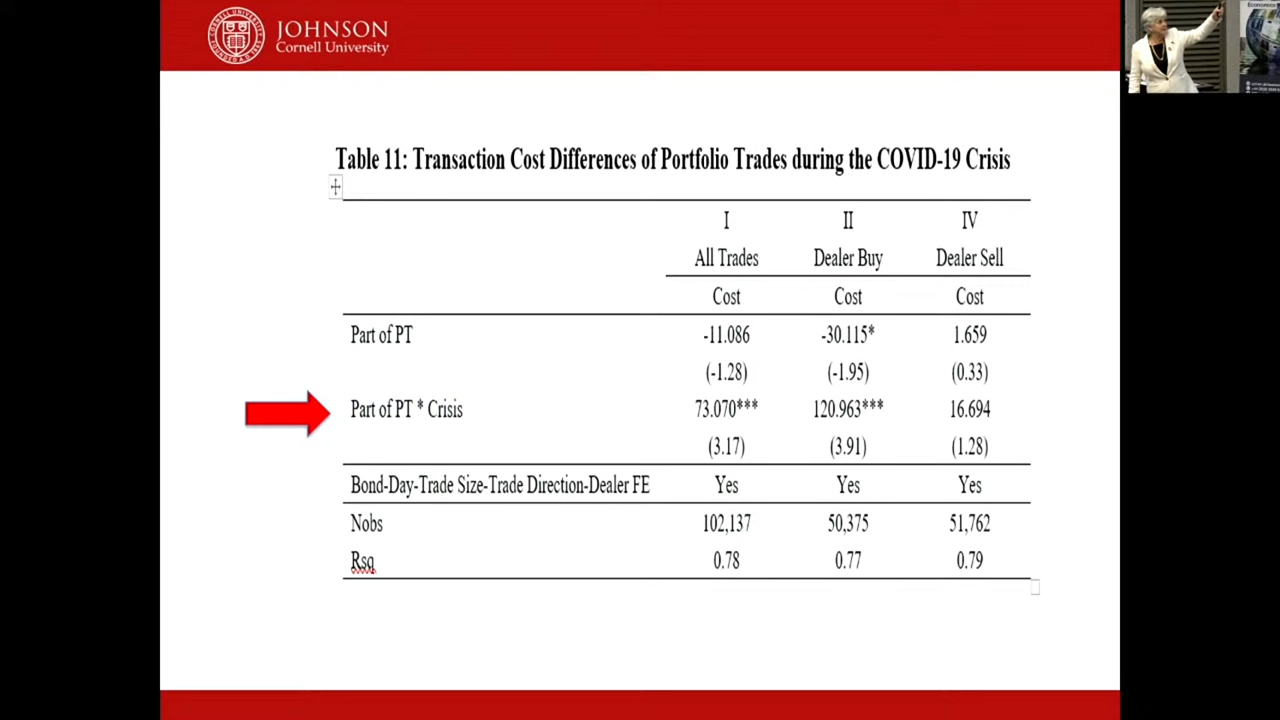 JOHNSON
Cornell University
Economics
Table 11: Transaction Cost Differences of Portfolio Trades during the COVID-19 Crisis
I II IV
All Trades Dealer Buy Dealer Sell
Cost Cost Cost
Part of PT -11.086 -30.115* 1.659
(-1.28) (-1.95) (0.33)
Part of PT * Crisis 73.070*** 120.963*** 16.694
(3.17) (3.91) (1.28)
Bond-Day-Trade Size-Trade Direction-Dealer FE Yes Yes Yes
Nobs 102,137 50,375 51,762
Rsq 0.78 0.77 0.79